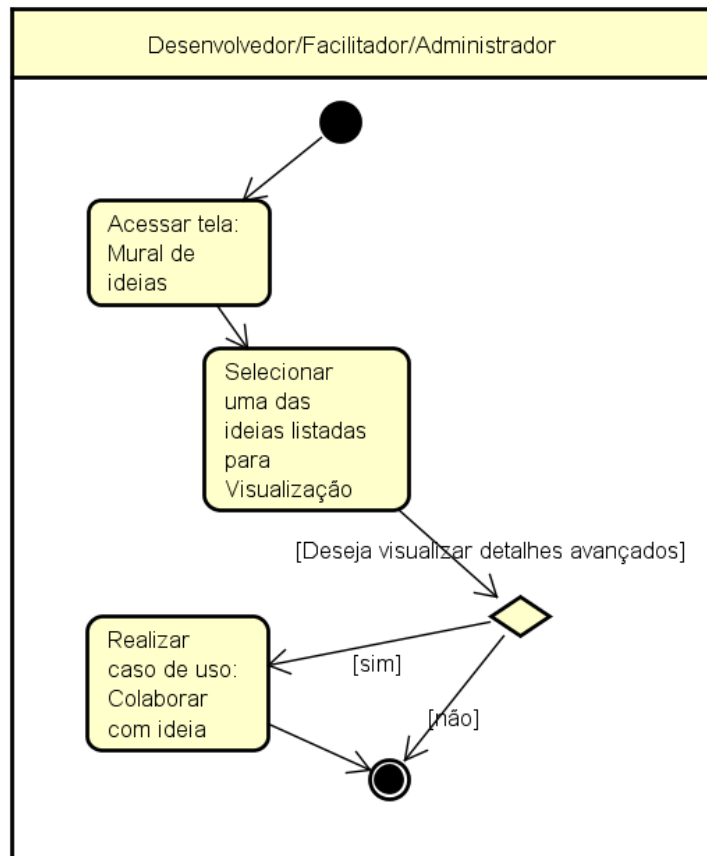 Desenvolvedor/Facilitador/Administrador
Acessar tela:
Mural de
ideias
Selecionar
uma das
ideias listadas
para
Visualização
[Deseja visualizar detalhes avançados]
Realizar
caso de uso:
Colaborar
com ideia
[sim]
[não]